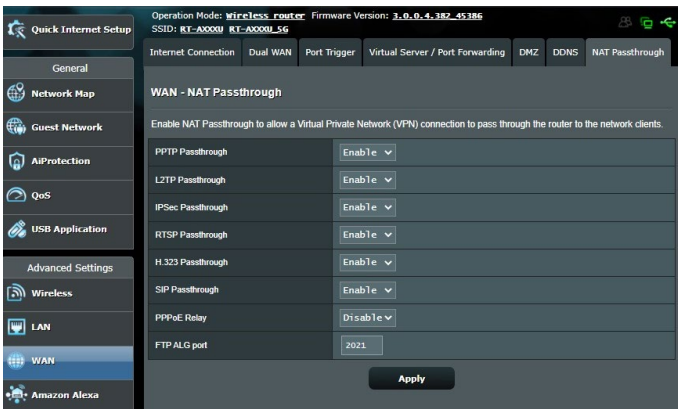 Quick Internet Setup
General
Network Map
Guest Network
AiProtection
QoS
USB Application
Advanced Settings
Wireless
LAN
WAN
Amazon Alexa
Operation Mode: Wireless router Firmware Version: 3.0.0.4.382_45386
SSID: RT-AXXXU RT-AXXXU_5G
Internet Connection Dual WAN Port Trigger Virtual Server / Port Forwarding DMZ DDNS NAT Passthrough
WAN - NAT Passthrough
Enable NAT Passthrough to allow a Virtual Private Network (VPN) connection to pass through the router to the network clients.
PPTP Passthrough Enable
L2TP Passthrough Enable
IPSec Passthrough Enable
RTSP Passthrough Enable
H.323 Passthrough Enable
SIP Passthrough Enable
PPPoE Relay Disable
FTP ALG port 2021
Apply